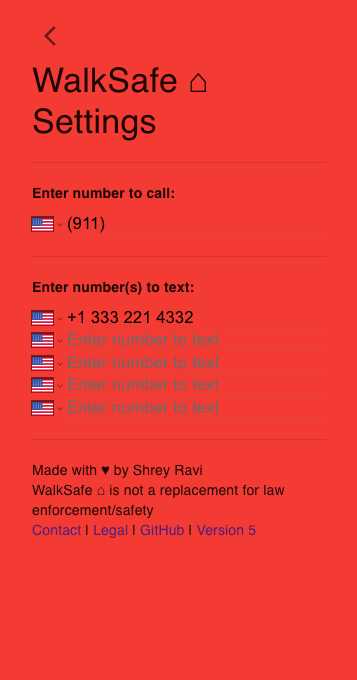 WalkSafe ⌂
Settings
Enter number to call:
(911)
Enter number(s) to text:
+1 333 221 4332
Enter number to text
Enter number to text
Enter number to text
Enter number to text
Made with ♥ by Shrey Ravi
WalkSafe ⌂ is not a replacement for law
enforcement/safety
Contact | Legal | GitHub | Version 5